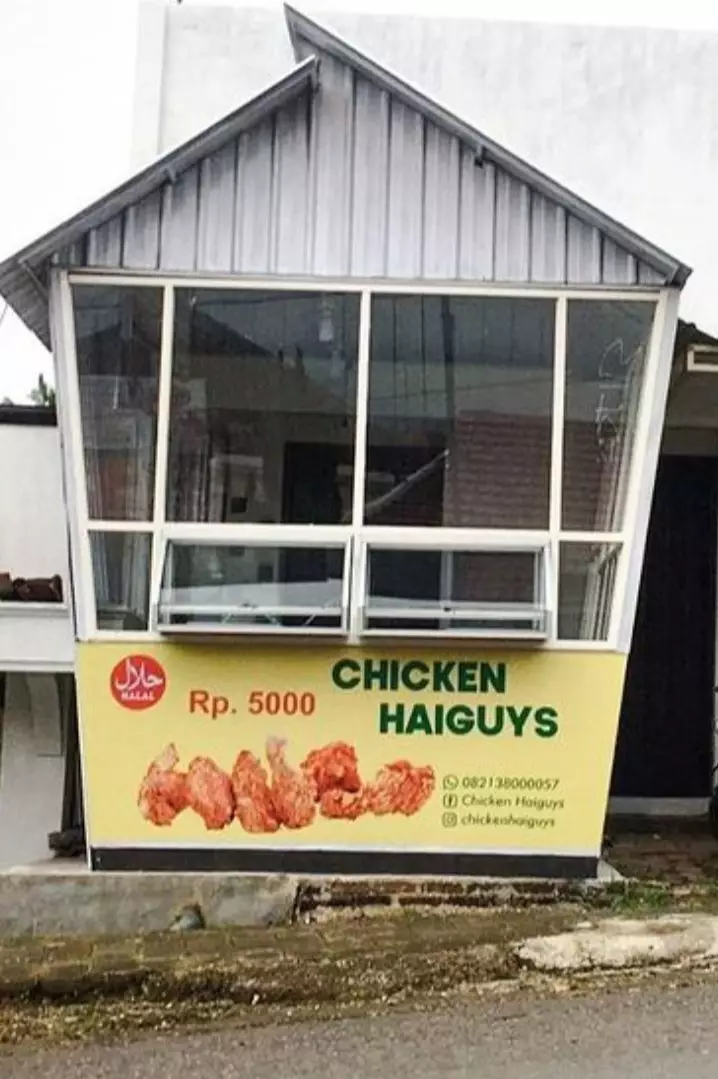 حلال
HALAL
Rp. 5000
CHICKEN
HAIGUYS
082138000057
Chicken Haiguys
chickenhaiguys